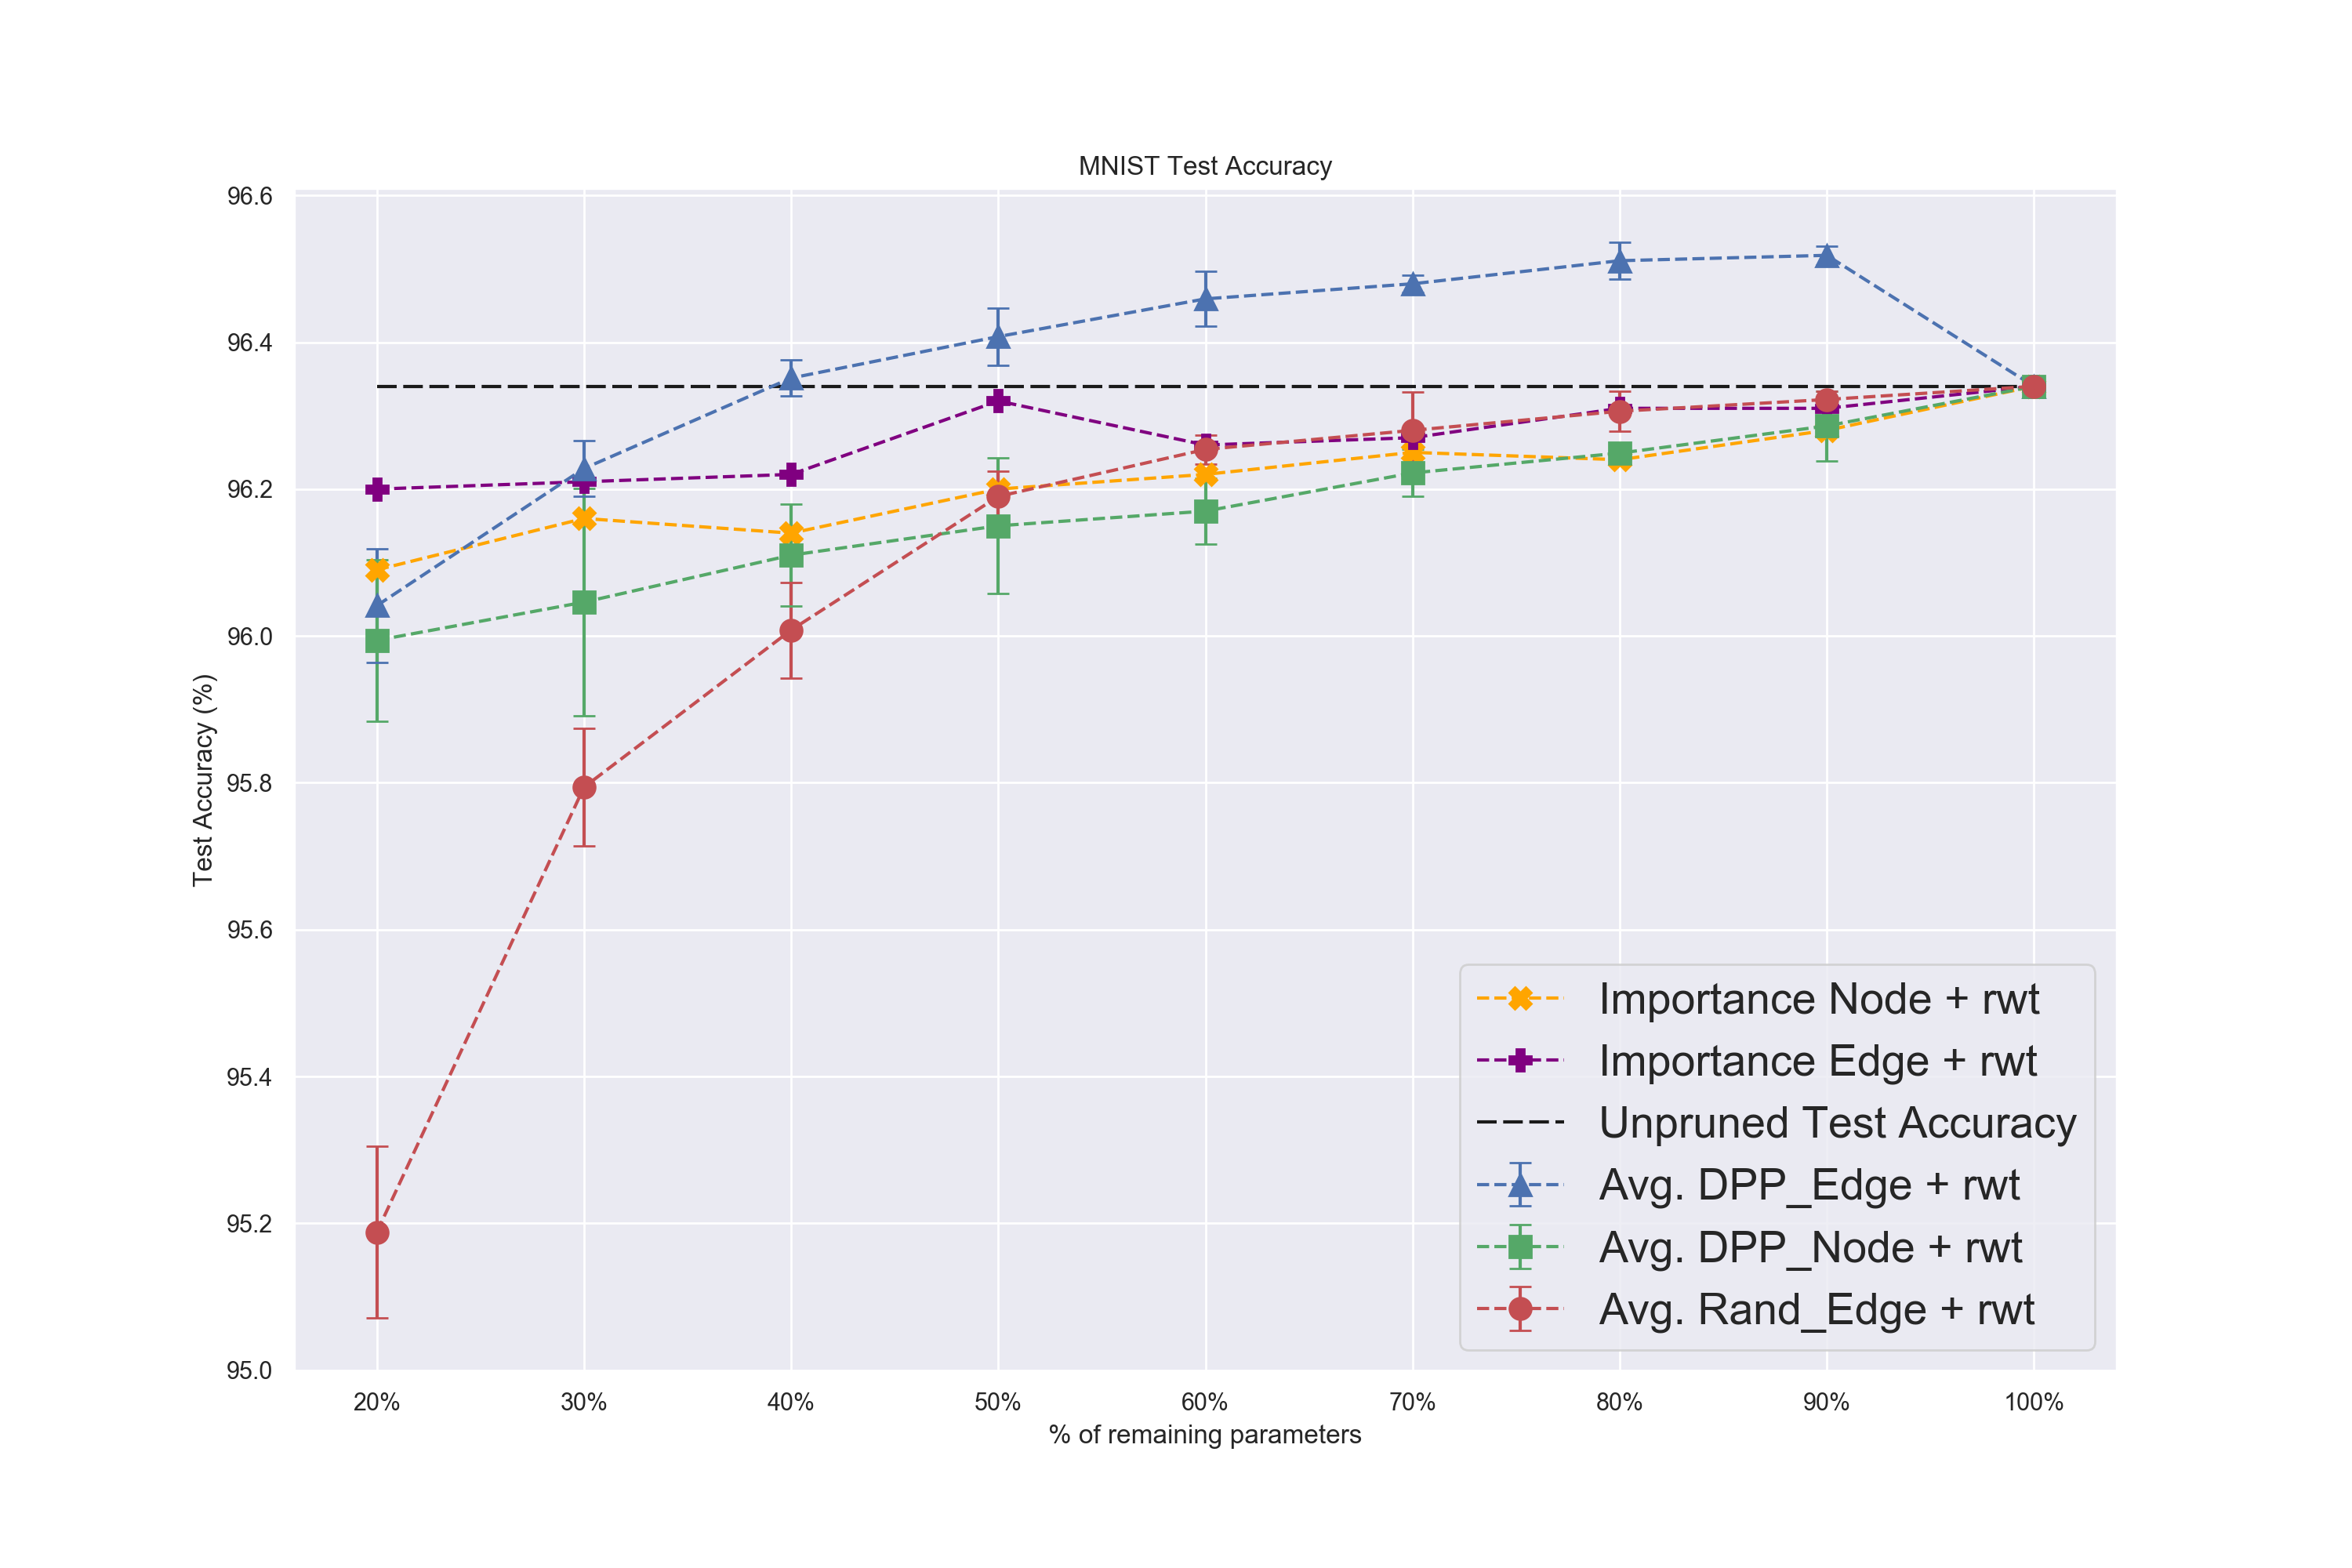 MNIST Test Accuracy
96.6
96.4
96.2
96.0
95.8
95.6
95.4
95.2
95.0
Test Accuracy (%)
20% 30% 40% 50% 60% 70% 80% 90% 100%
% of remaining parameters
Importance Node + rwt
Importance Edge + rwt
Unpruned Test Accuracy
Avg. DPP_Edge + rwt
Avg. DPP_Node + rwt
Avg. Rand_Edge + rwt